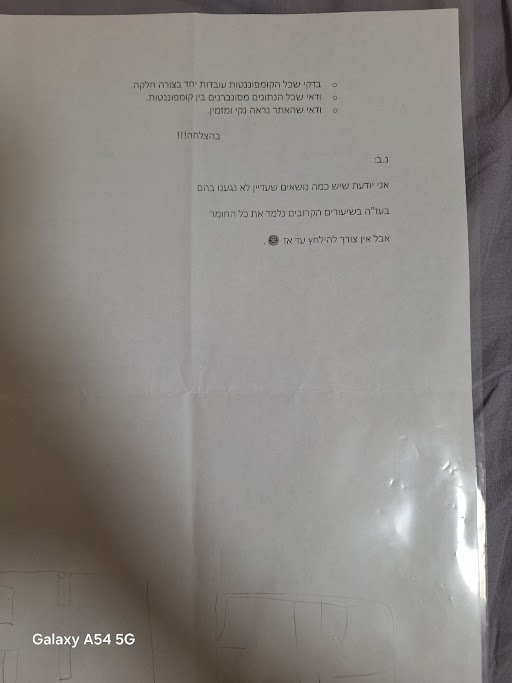 ○ בדקי שכל הקומפוננטות עובדות יחד בצורה חלקה.
○ ודאי שכל הנתונים מסונכרנים בין קומפוננטות.
○ ודאי שהאתר נראה נקי ומזמין.
בהצלחה!!!
נ.ב:
אני יודעת שיש כמה נושאים שעדיין לא נגענו בהם
בעז"ה בשיעורים הקרובים נלמד את כל החומר
אבל אין צורך להילחץ עד אז 😊.
Galaxy A54 5G